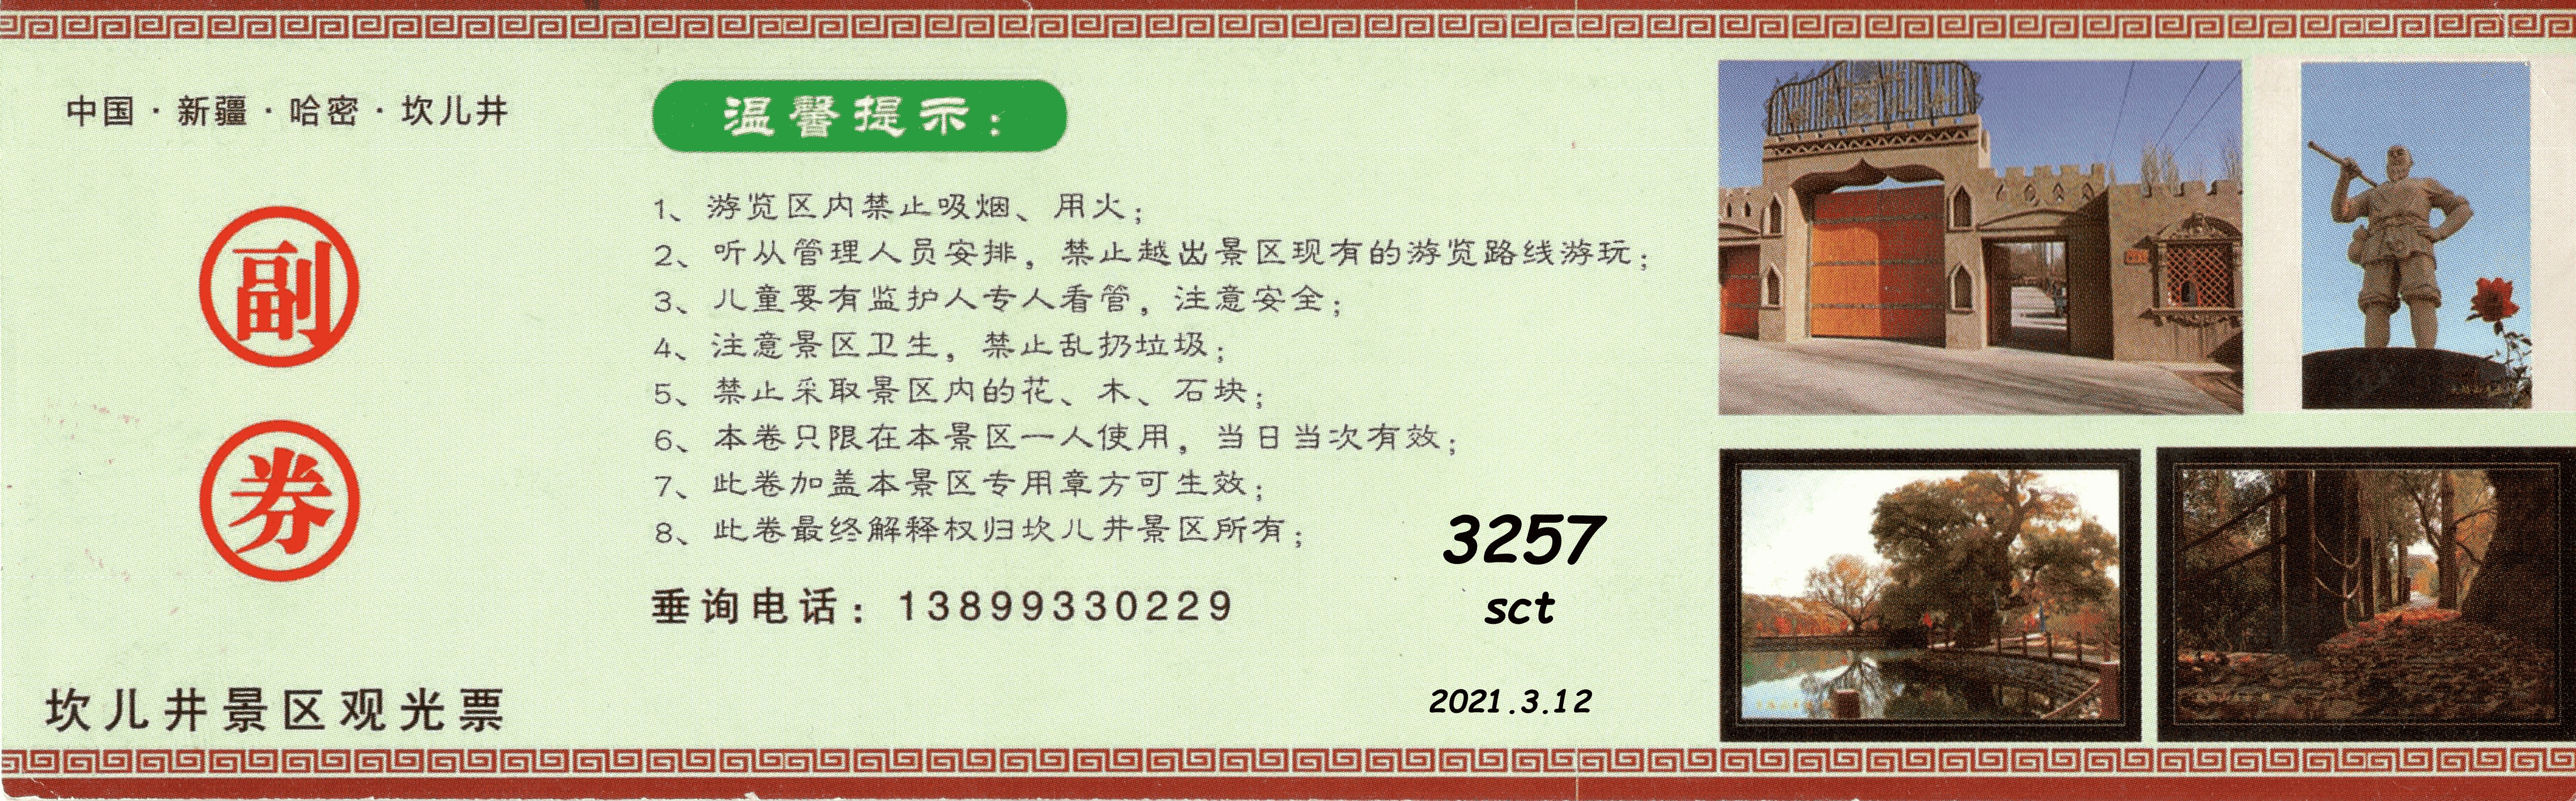 中国·新疆·哈密·坎儿井
副
券
坎儿井景区观光票
温馨提示：
1、游览区内禁止吸烟、用火；
2、听从管理人员安排，禁止越出景区现有的游览路线游玩；
3、儿童要有监护人专人看管，注意安全；
4、注意景区卫生，禁止乱扔垃圾；
5、禁止采取景区内的花、木、石块；
6、本卷只限在本景区一人使用，当日当次有效；
7、此卷加盖本景区专用章方可生效；
8、此卷最终解释权归坎儿井景区所有；
垂询电话：13899330229
3257
sct
2021.3.12